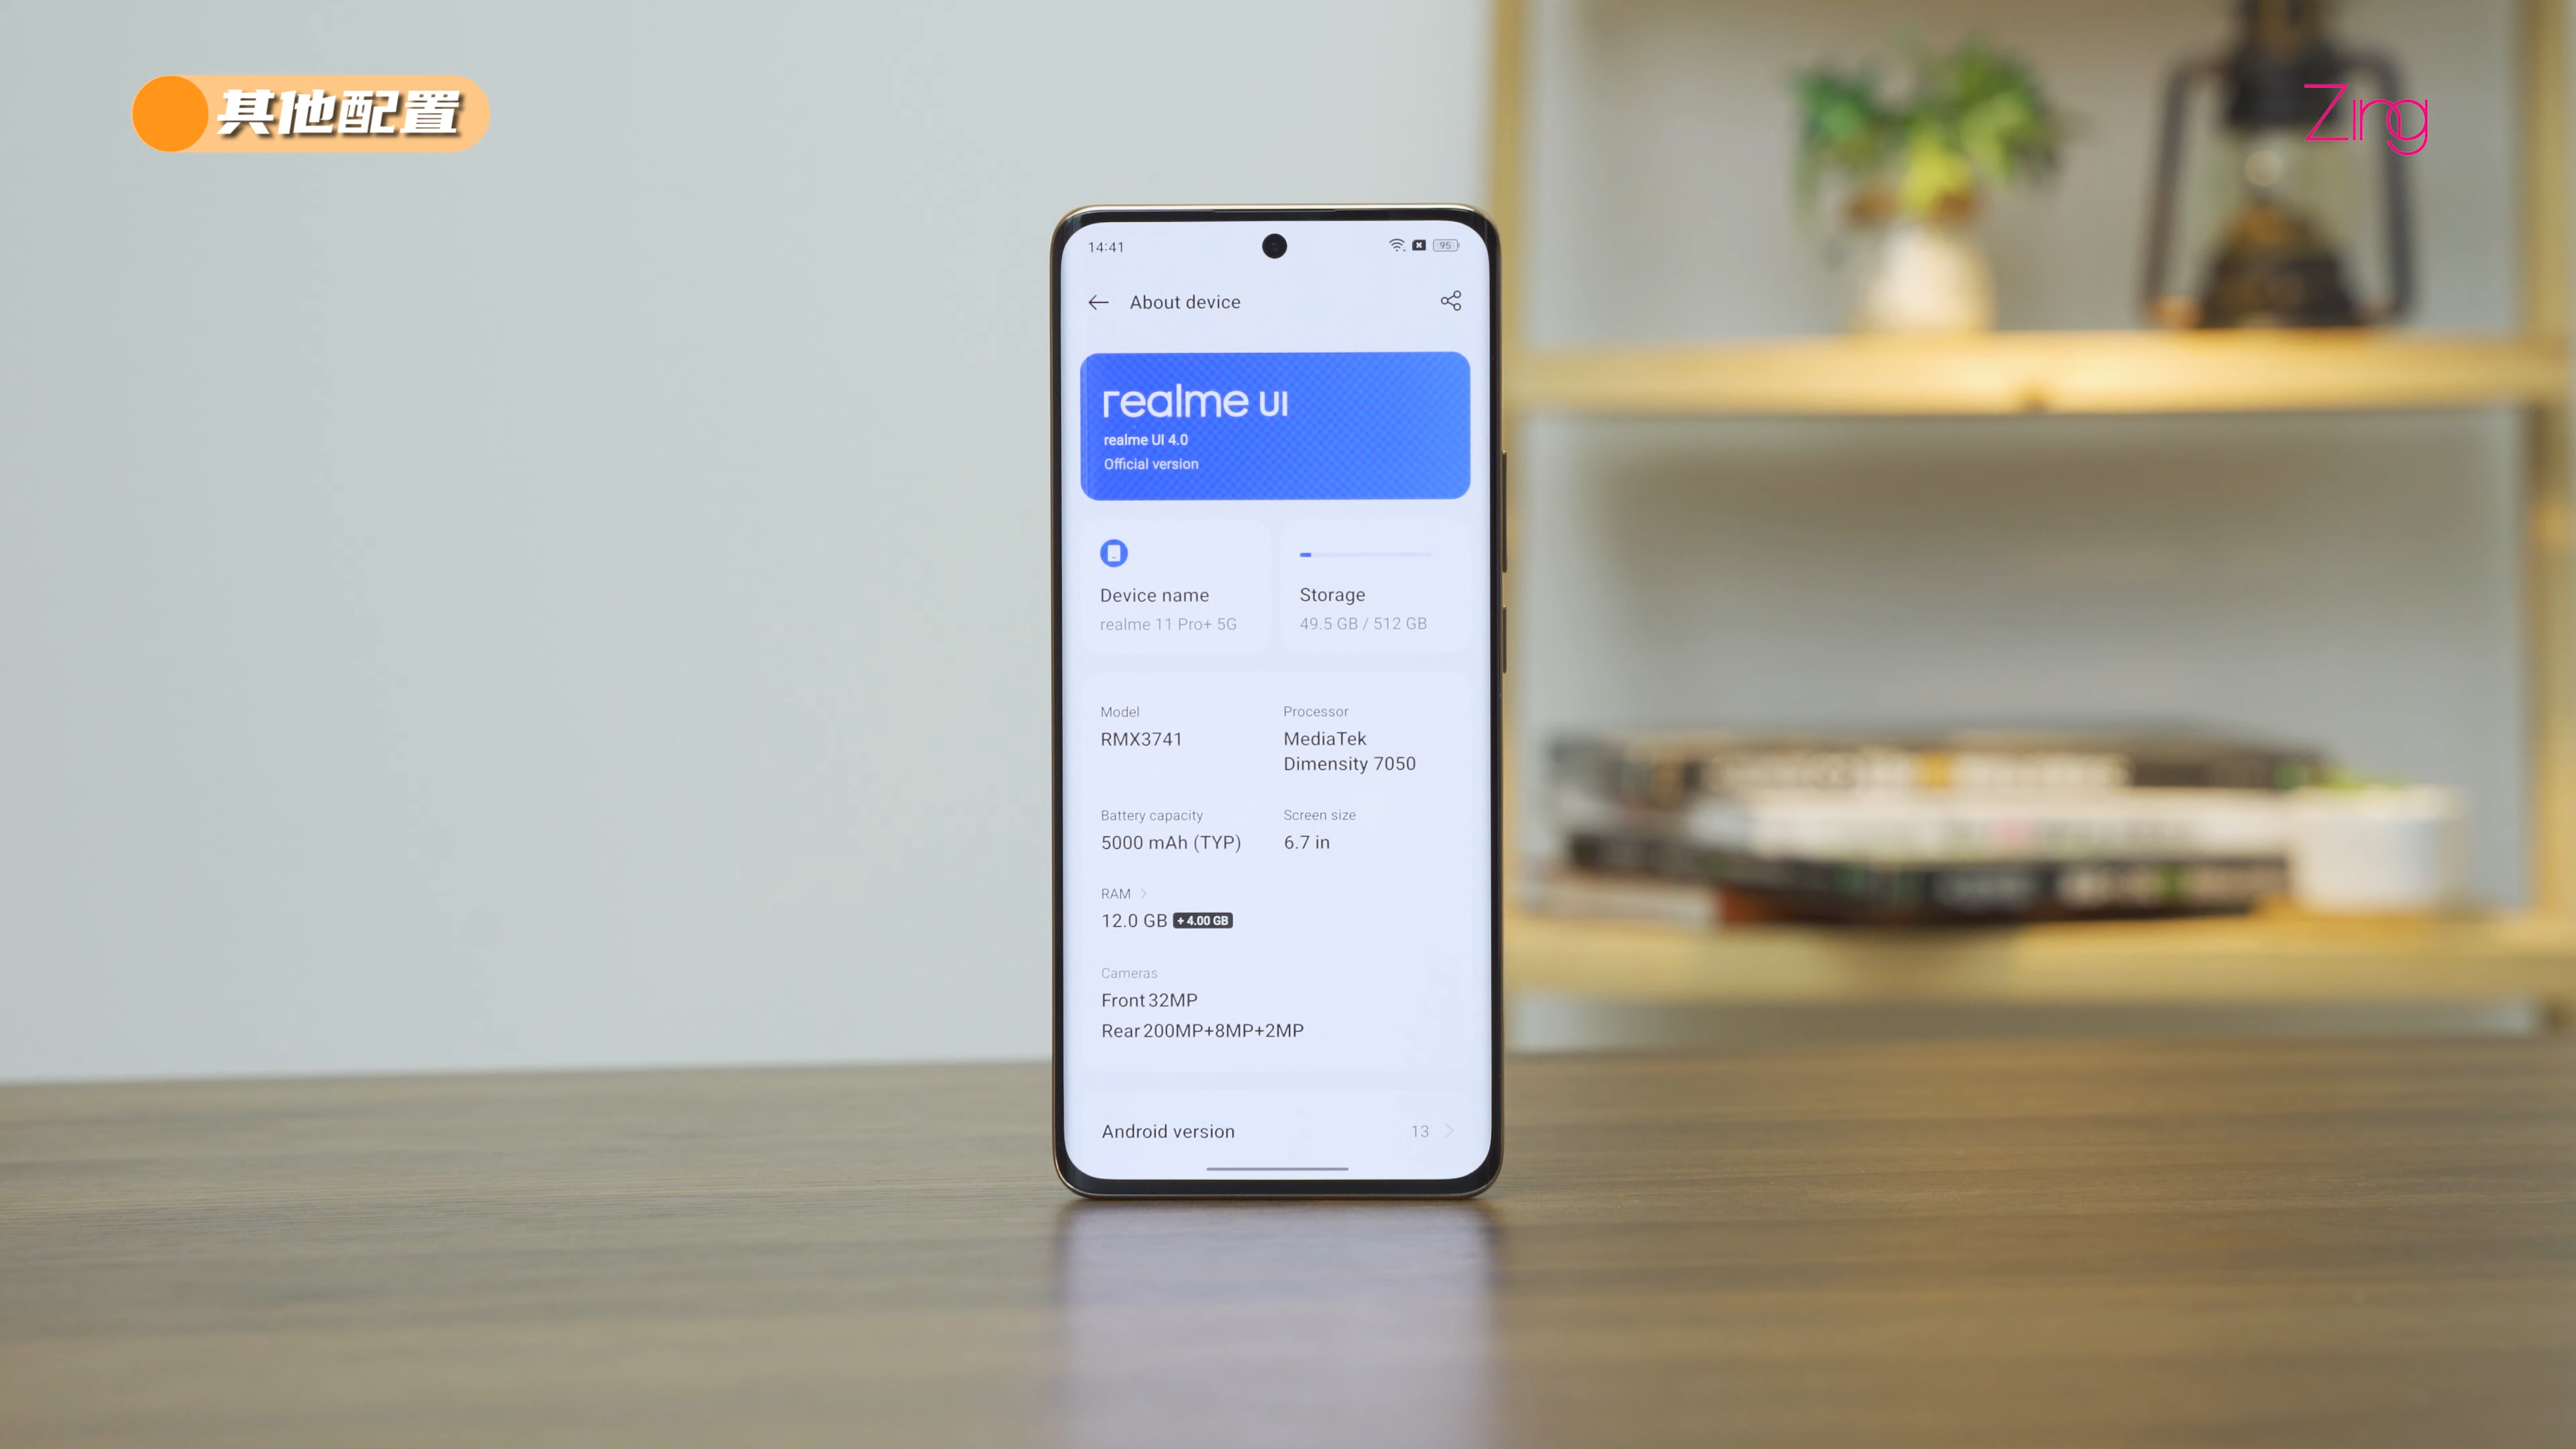 其他配置
Zing
14:41
95
About device
realme UI
realme UI 4.0
Official version
Device name
realme 11 Pro+ 5G
Storage
49.5 GB / 512 GB
Model
RMX3741
Processor
MediaTek
Dimensity 7050
Battery capacity
5000 mAh (TYP)
Screen size
6.7 in
RAM
12.0 GB + 4.00 GB
Cameras
Front 32MP
Rear 200MP+8MP+2MP
Android version
13